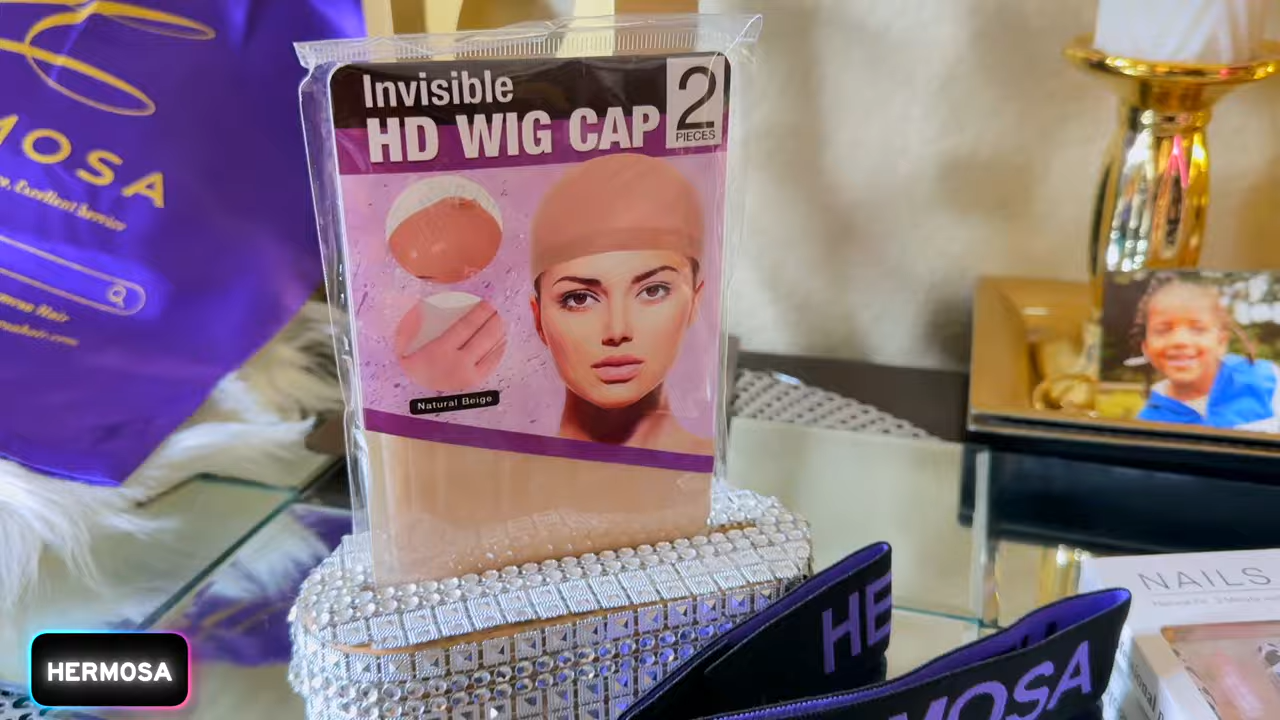 MOSA
Excellent Service
Invisible
HD WIG CAP
2
PIECES
Natural Beige
HE
MOSA
NAILS
HERMOSA